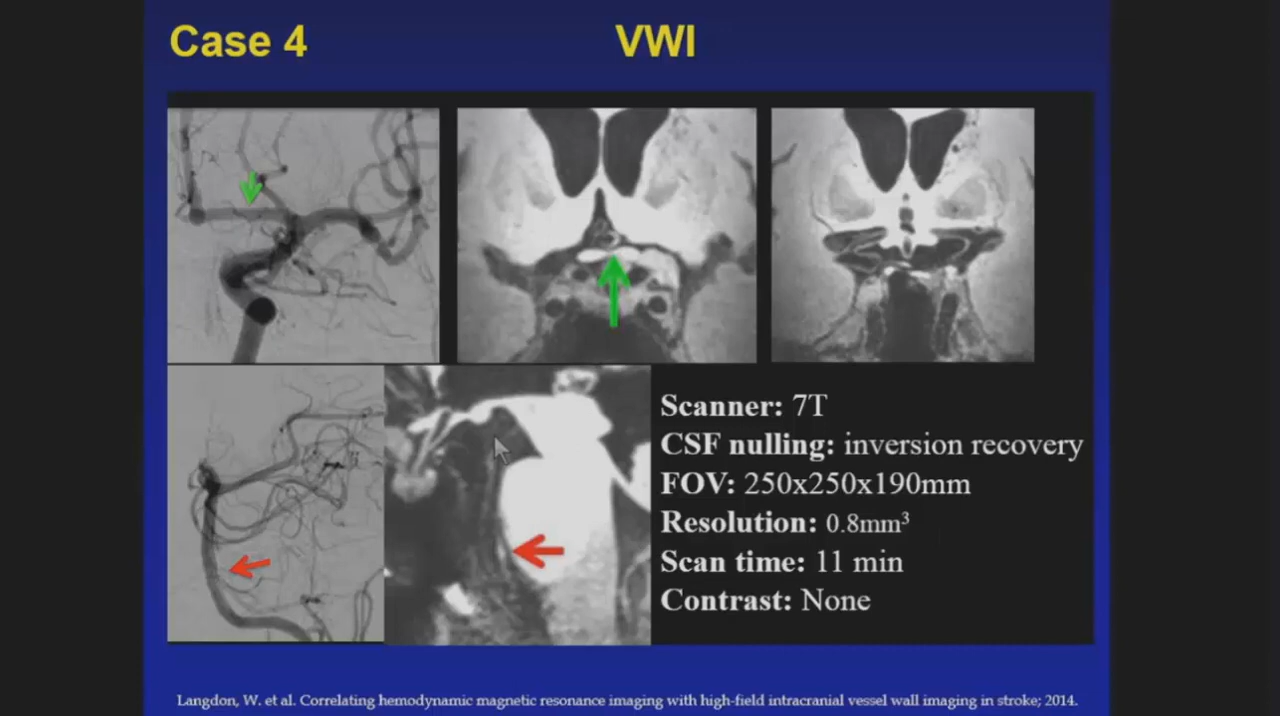 Case 4
VWI
Scanner: 7T
CSF nulling: inversion recovery
FOV: 250x250x190mm
Resolution: 0.8mm³
Scan time: 11 min
Contrast: None
Langdon, W. et al. Correlating hemodynamic magnetic resonance imaging with high-field intracranial vessel wall imaging in stroke; 2014.